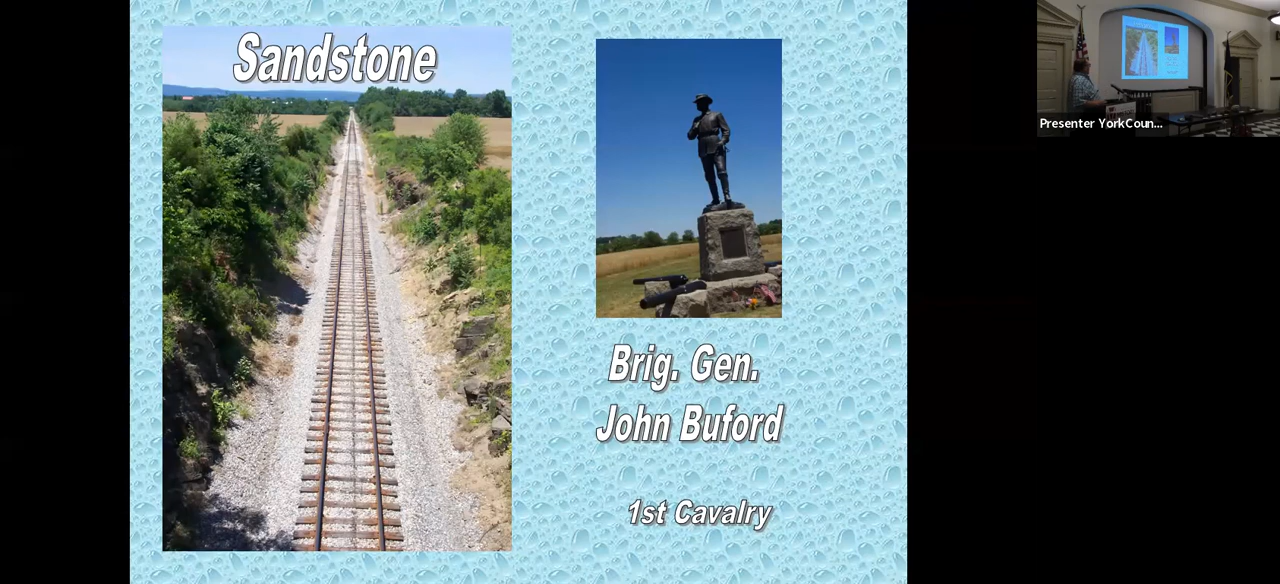 Sandstone
Brig. Gen.
John Buford
1st Cavalry
Presenter YorkCoun...